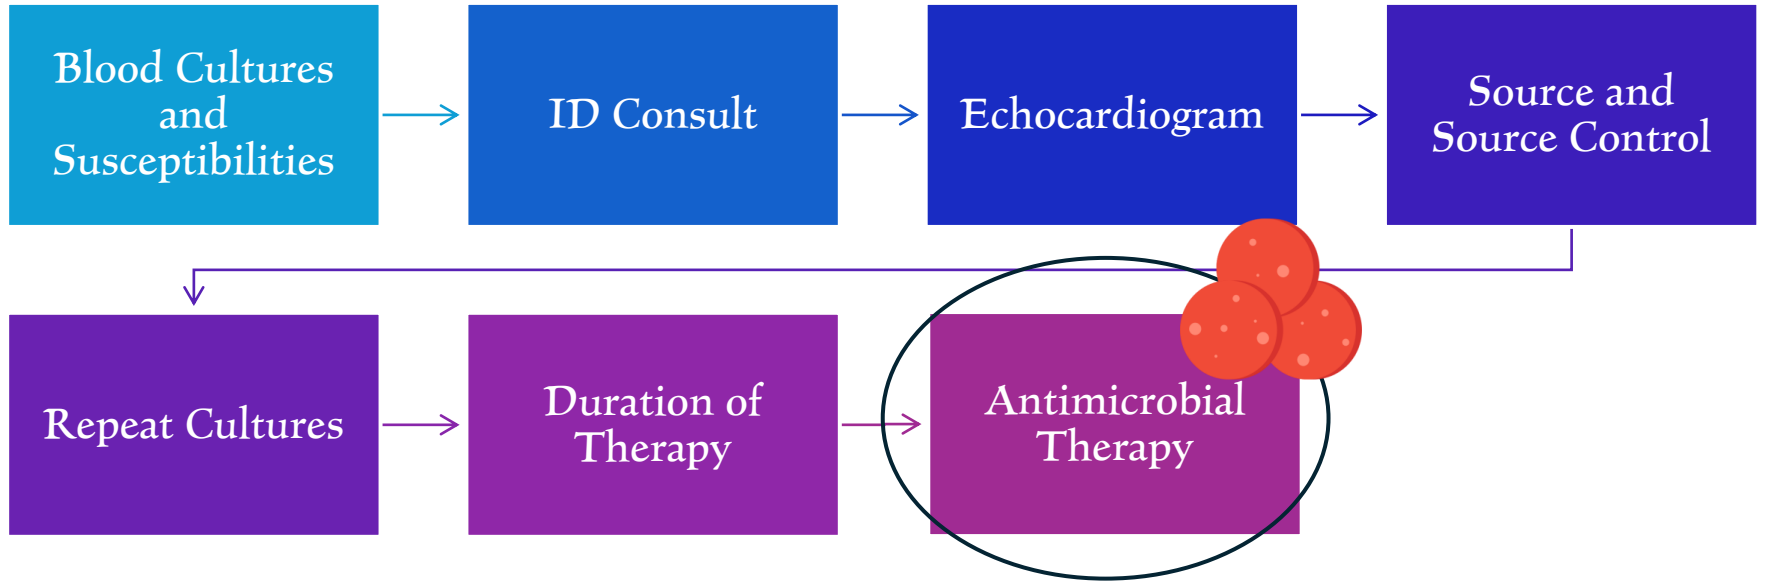 Blood Cultures
and
Susceptibilities
ID Consult
Echocardiogram
Source and
Source Control
Repeat Cultures
Duration of
Therapy
Antimicrobial
Therapy